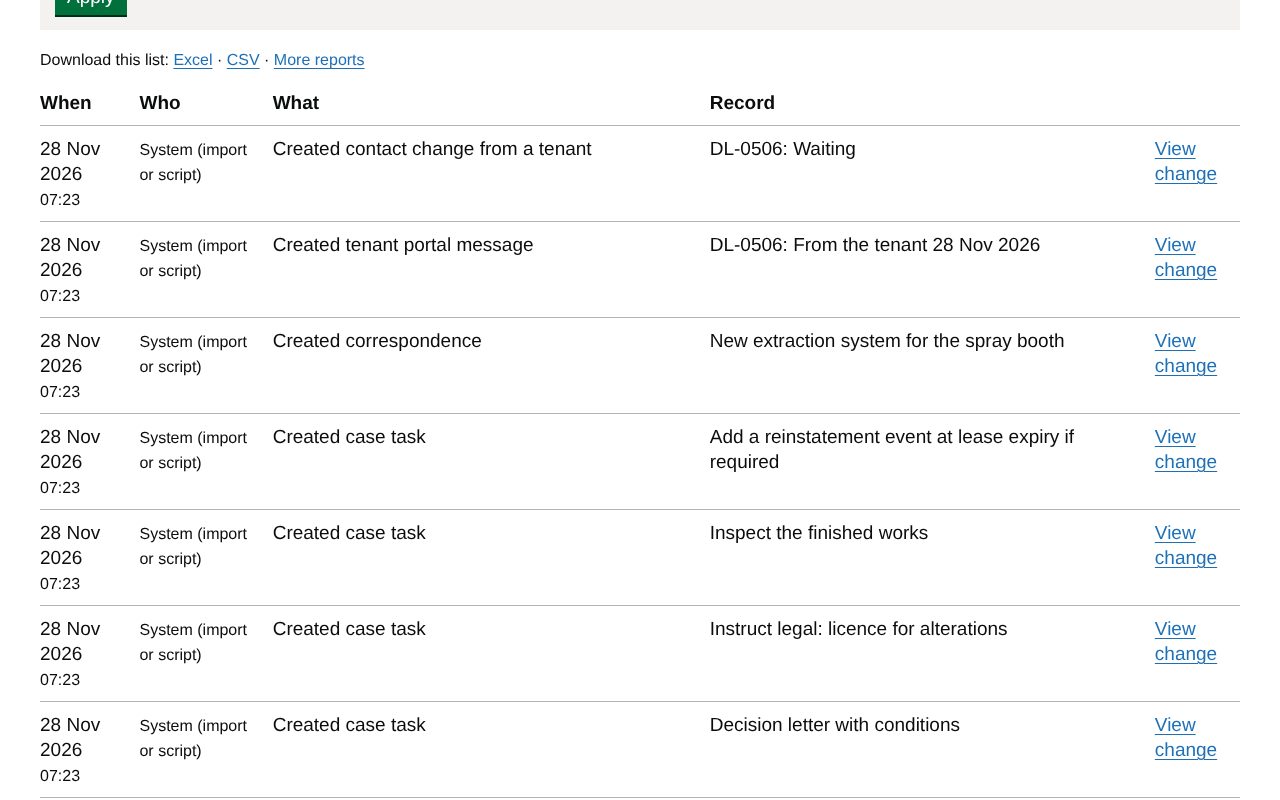 Apply
Download this list: Excel · CSV · More reports
When Who What Record
28 Nov 2026 07:23 System (import or script) Created contact change from a tenant DL-0506: Waiting View change
28 Nov 2026 07:23 System (import or script) Created tenant portal message DL-0506: From the tenant 28 Nov 2026 View change
28 Nov 2026 07:23 System (import or script) Created correspondence New extraction system for the spray booth View change
28 Nov 2026 07:23 System (import or script) Created case task Add a reinstatement event at lease expiry if required View change
28 Nov 2026 07:23 System (import or script) Created case task Inspect the finished works View change
28 Nov 2026 07:23 System (import or script) Created case task Instruct legal: licence for alterations View change
28 Nov 2026 07:23 System (import or script) Created case task Decision letter with conditions View change